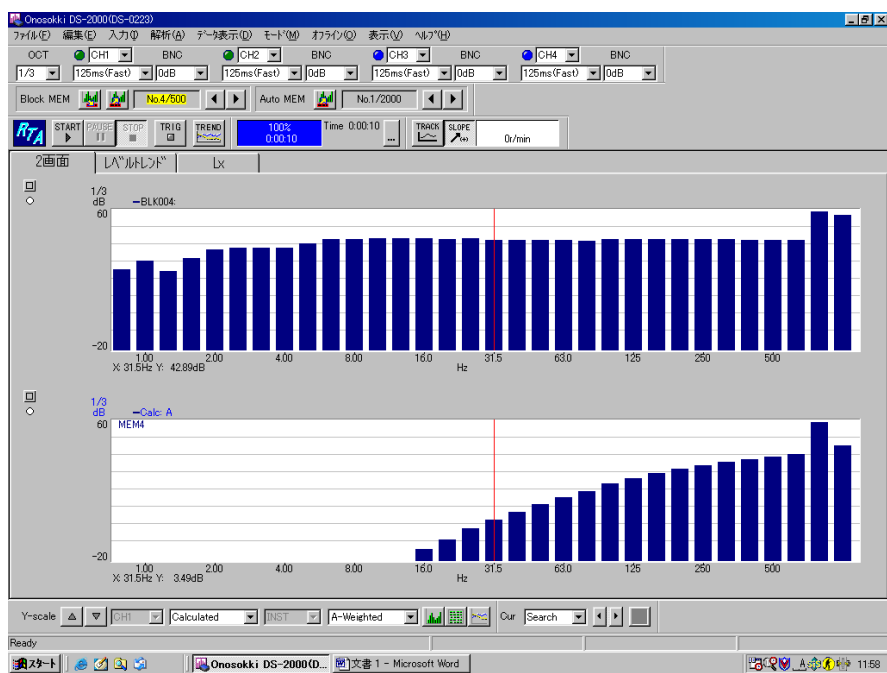 Onosokki DS-2000(DS-0223)
ﾌｧｲﾙ(F) 編集(E) 入力(I) 解析(A) ﾃﾞｰﾀ表示(D) ﾓｰﾄﾞ(M) ｵﾌﾗｲﾝ(O) 表示(V) ﾍﾙﾌﾟ(H)
OCT CH1 BNC CH2 BNC CH3 BNC CH4 BNC
1/3 125ms(Fast) 0dB 125ms(Fast) 0dB 125ms(Fast) 0dB 125ms(Fast) 0dB
Block MEM No.4/500 Auto MEM No.1/2000
RTA START PAUSE STOP TRIG TREND 100% 0:00:10 Time 0:00:10 ... TRACK SLOPE (+) 0r/min
2画面 ﾚﾍﾞﾙﾄﾚﾝﾄﾞ Lx
1/3
dB BLK004:
60
-20
1.00 2.00 4.00 8.00 16.0 31.5 63.0 125 250 500
X: 31.5Hz Y: 42.89dB Hz
1/3
dB Calc: A
60 MEM4
-20
1.00 2.00 4.00 8.00 16.0 31.5 63.0 125 250 500
X: 31.5Hz Y: 3.49dB Hz
Y-scale CH1 Calculated INST A-Weighted Cur Search
Ready
ｽﾀｰﾄ Onosokki DS-2000(D... 文書 1 - Microsoft Word A 11:58